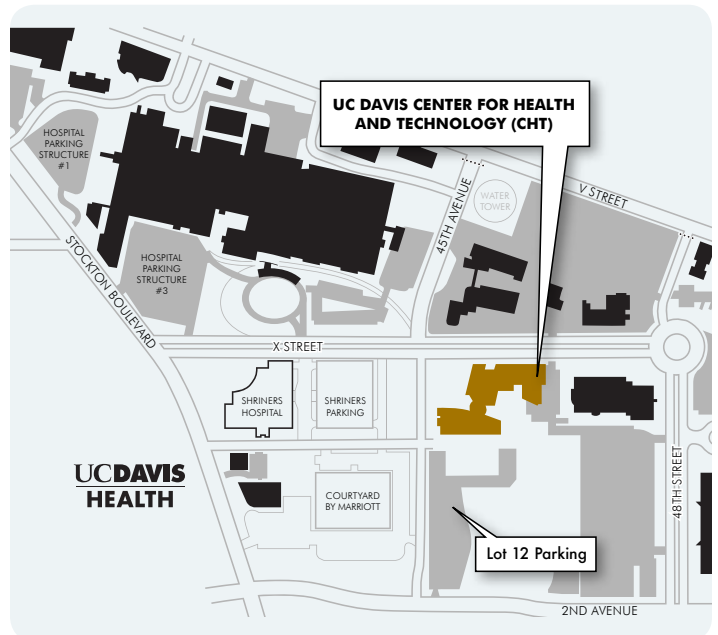 UC DAVIS CENTER FOR HEALTH
AND TECHNOLOGY (CHT)
HOSPITAL
PARKING
STRUCTURE
#1
WATER
TOWER
V STREET
45TH AVENUE
STOCKTON BOULEVARD
HOSPITAL
PARKING
STRUCTURE
#3
X STREET
SHRINERS
HOSPITAL
SHRINERS
PARKING
UCDAVIS
HEALTH
COURTYARD
BY MARRIOTT
48TH STREET
Lot 12 Parking
2ND AVENUE